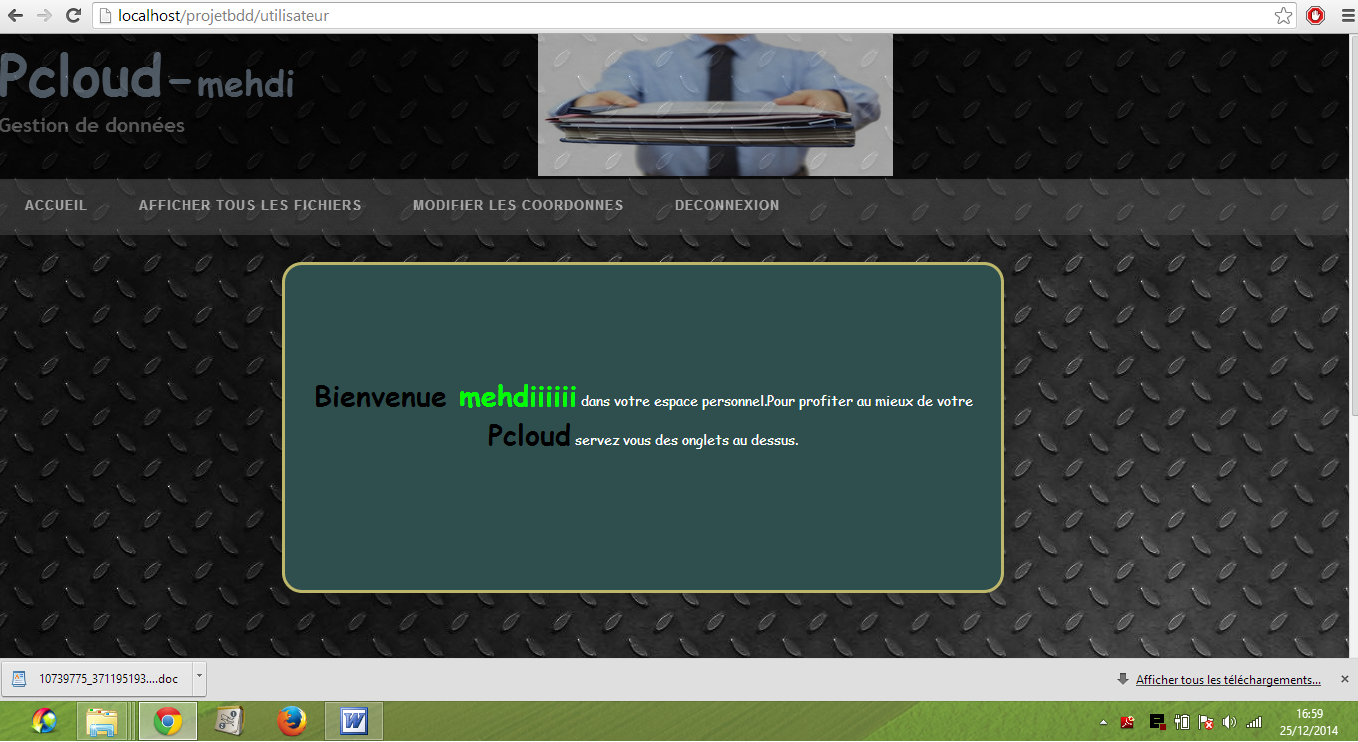 localhost/projetbdd/utilisateur
Pcloud-mehdi
Gestion de données
ACCUEIL AFFICHER TOUS LES FICHIERS MODIFIER LES COORDONNES DECONNEXION
Bienvenue mehdiiiiiii dans votre espace personnel.Pour profiter au mieux de votre
Pcloud servez vous des onglets au dessus.
10739775_371195193....doc Afficher tous les téléchargements...
16:59
25/12/2014